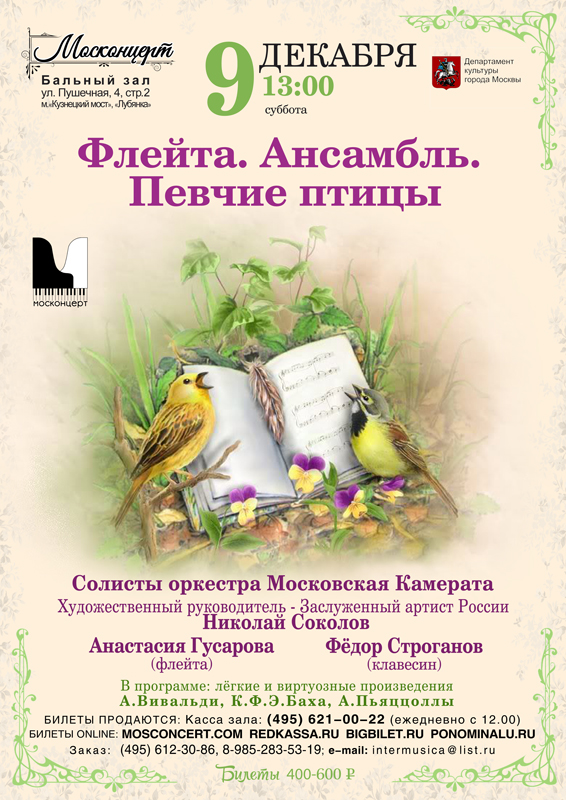 Москонцерт
Бальный зал
ул. Пушечная, 4, стр.2
м.«Кузнецкий мост», «Лубянка»
9 ДЕКАБРЯ
13:00
суббота
Департамент
культуры
города Москвы
Флейта. Ансамбль.
Певчие птицы
МОСКОНЦЕРТ
Солисты оркестра Московская Камерата
Художественный руководитель - Заслуженный артист России
Николай Соколов
Анастасия Гусарова
(флейта)
Фёдор Строганов
(клавесин)
В программе: лёгкие и виртуозные произведения
А.Вивальди, К.Ф.Э.Баха, А.Пьяццоллы
БИЛЕТЫ ПРОДАЮТСЯ: Касса зала: (495) 621-00-22 (ежедневно с 12.00)
БИЛЕТЫ ONLINE: MOSCONCERT.COM REDKASSA.RU BIGBILET.RU PONOMINALU.RU
Заказ: (495) 612-30-86, 8-985-283-53-19; e-mail: intermusica@list.ru
Билеты 400-600 ₽